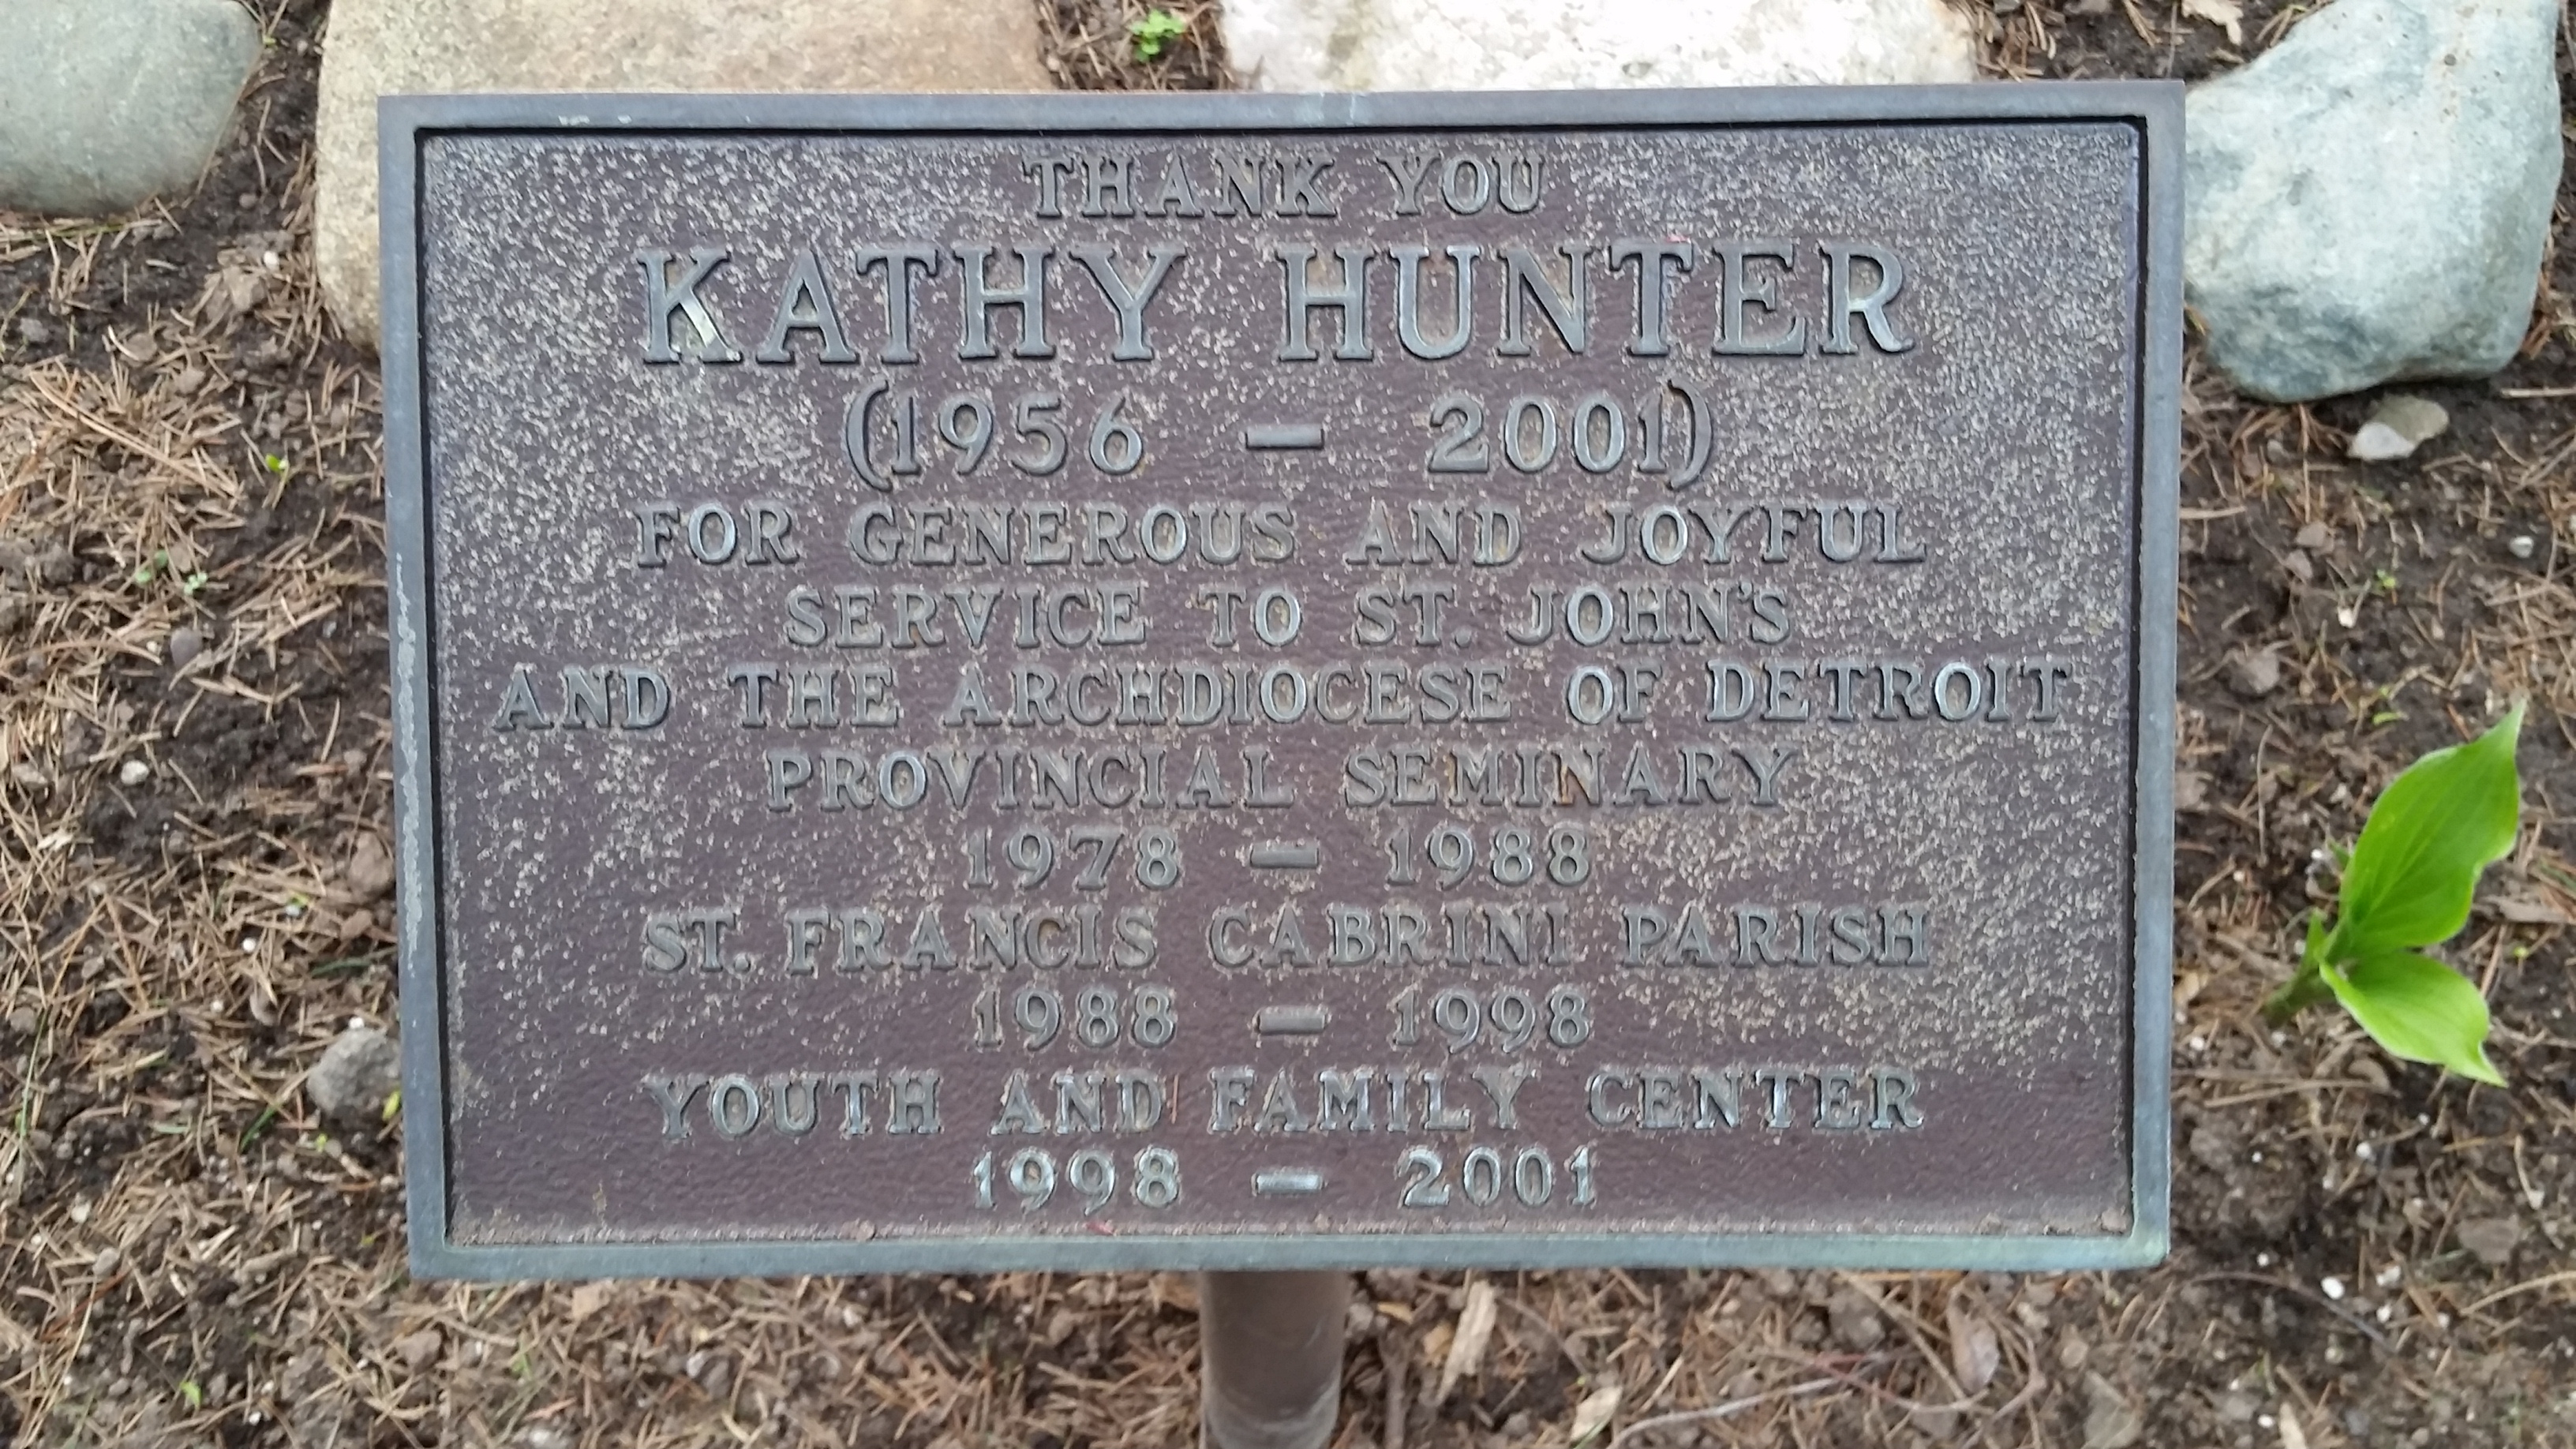 THANK YOU
KATHY HUNTER
(1956 - 2001)
FOR GENEROUS AND JOYFUL
SERVICE TO ST. JOHN'S
AND THE ARCHDIOCESE OF DETROIT
PROVINCIAL SEMINARY
1978 - 1988
ST. FRANCIS CABRINI PARISH
1988 - 1998
YOUTH AND FAMILY CENTER
1998 - 2001